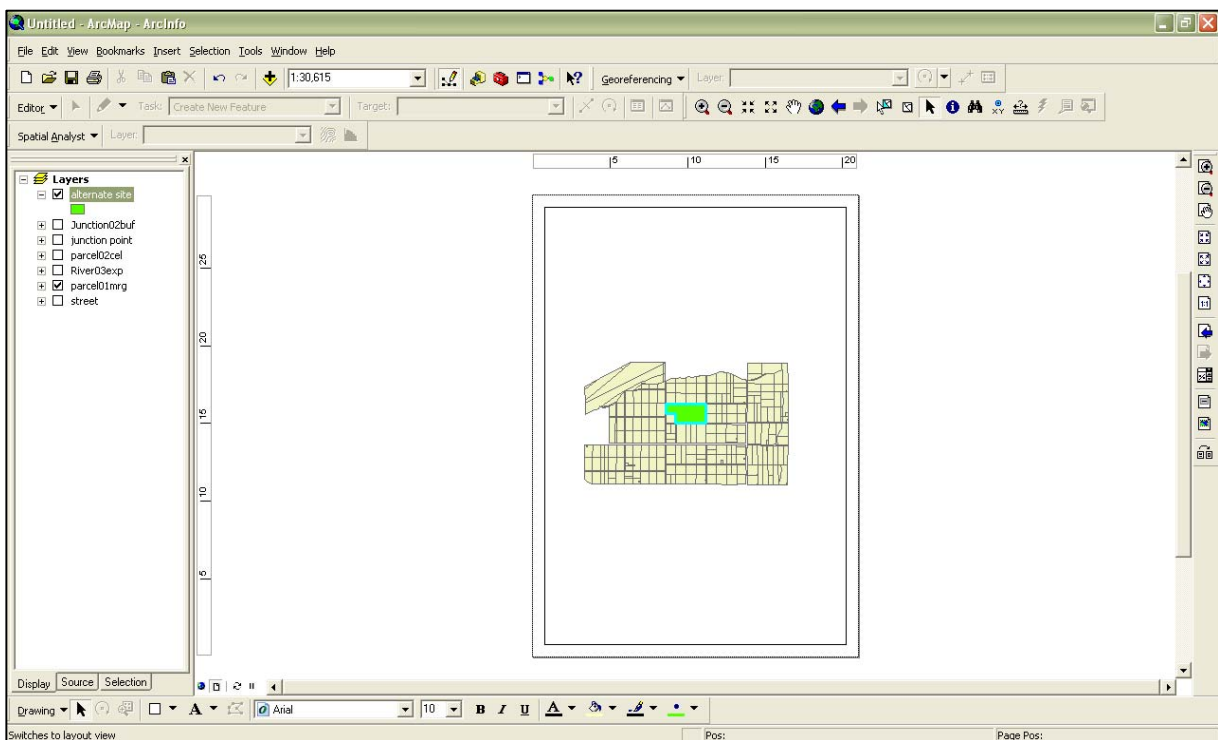 Untitled - ArcMap - ArcInfo
File Edit View Bookmarks Insert Selection Tools Window Help
1:30,615 Georeferencing Layer:
Editor Task: Create New Feature Target:
Spatial Analyst Layer:
Layers
alternate site
Junction02buf
junction point
parcel02cel
River03exp
parcel01mrg
street
5 10 15 20
25
20
15
10
5
1:1
Display Source Selection
Drawing A Arial 10 B I U A
Switches to layout view Pos: Page Pos: